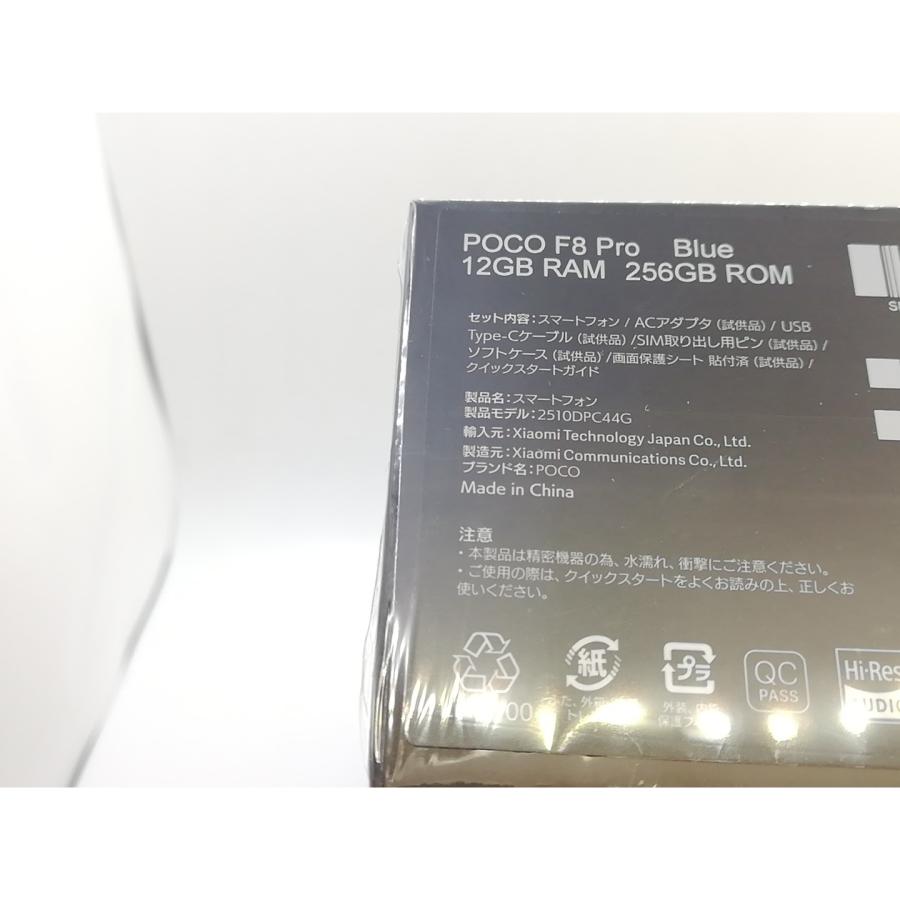 POCO F8 Pro Blue
12GB RAM 256GB ROM
セット内容：スマートフォン / ACアダプタ（試供品）/ USB
Type-Cケーブル（試供品）/SIM取り出し用ピン（試供品）/
ソフトケース（試供品）/画面保護シート 貼付済（試供品）/
クイックスタートガイド
製品名：スマートフォン
製品モデル：2510DPC44G
輸入元：Xiaomi Technology Japan Co., Ltd.
製造元：Xiaomi Communications Co., Ltd.
ブランド名：POCO
Made in China
注意
・本製品は精密機器の為、水濡れ、衝撃にご注意ください。
・ご使用の際は、クイックスタートをよくお読みの上、正しくお
使いください。
紙
プラ
外装、
保護
QC
PASS
Hi-Res
AUDIO